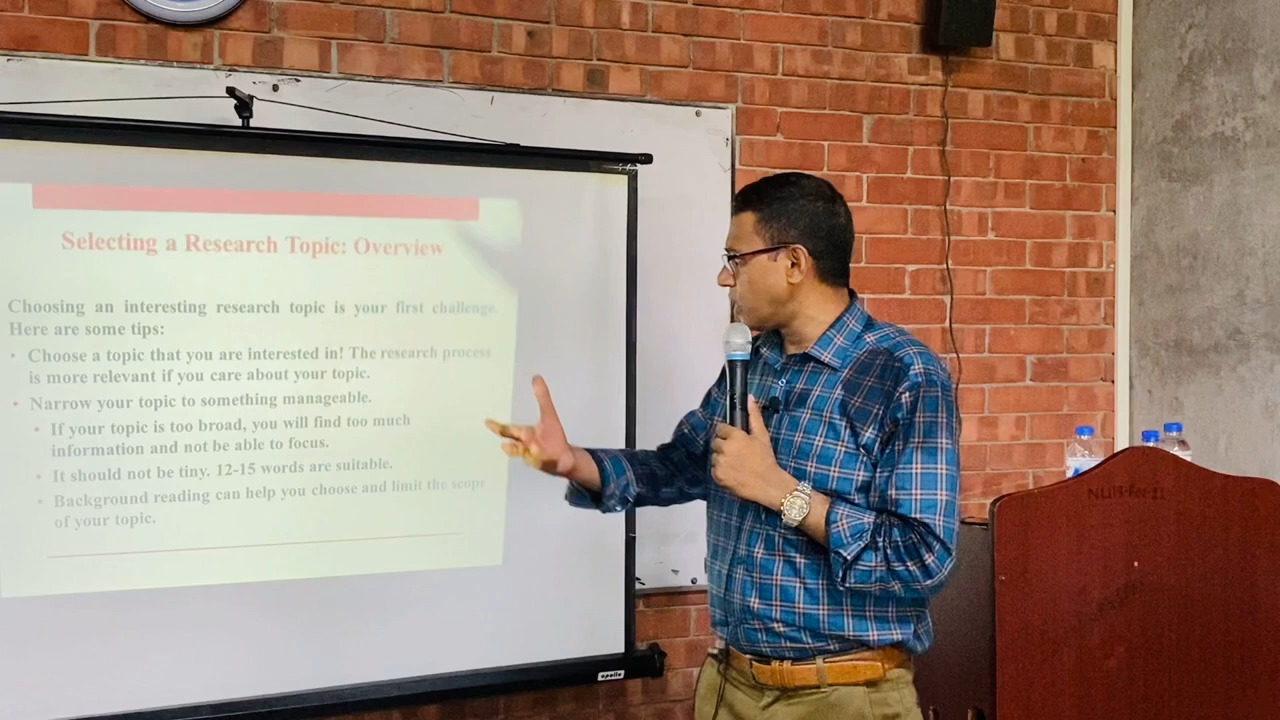 Selecting a Research Topic: Overview
Choosing an interesting research topic is your first challenge.
Here are some tips:
• Choose a topic that you are interested in! The research process
is more relevant if you care about your topic.
• Narrow your topic to something manageable.
• If your topic is too broad, you will find too much
information and not be able to focus.
• It should not be tiny. 12-15 words are suitable.
• Background reading can help you choose and limit the scope
of your topic.
apollo